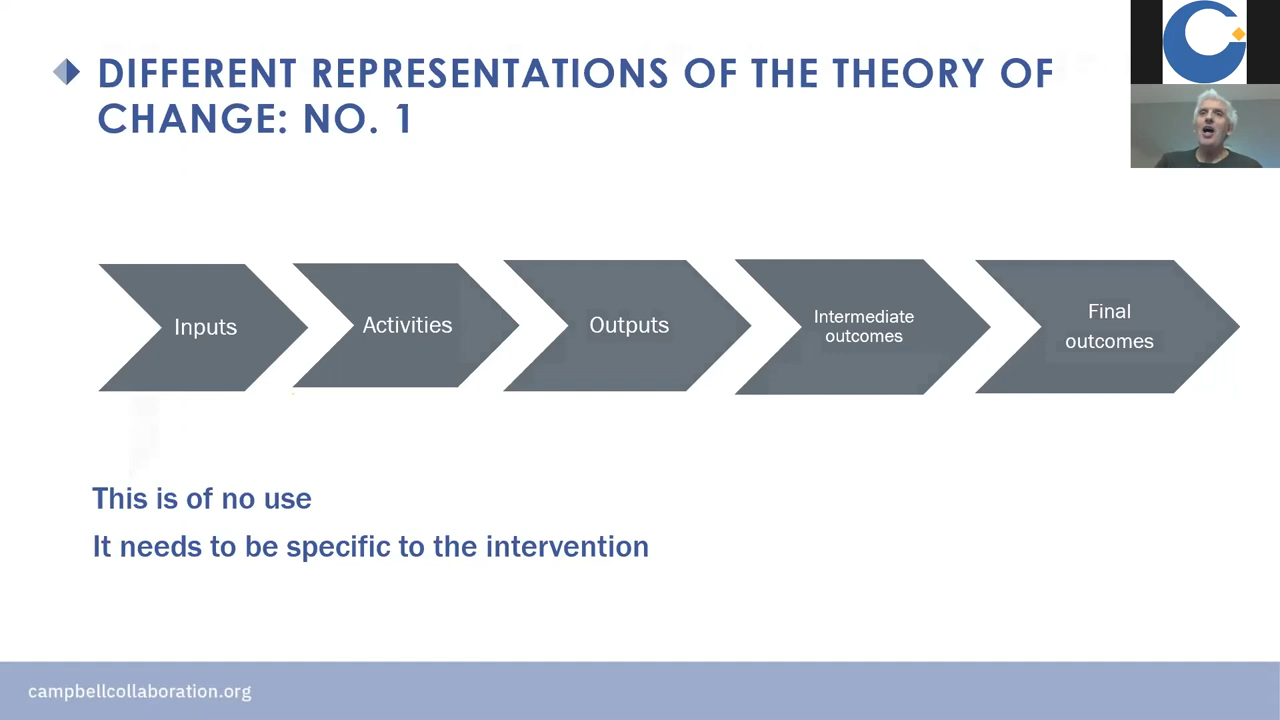 DIFFERENT REPRESENTATIONS OF THE THEORY OF
CHANGE: NO. 1
Inputs
Activities
Outputs
Intermediate
outcomes
Final
outcomes
This is of no use
It needs to be specific to the intervention
campbellcollaboration.org